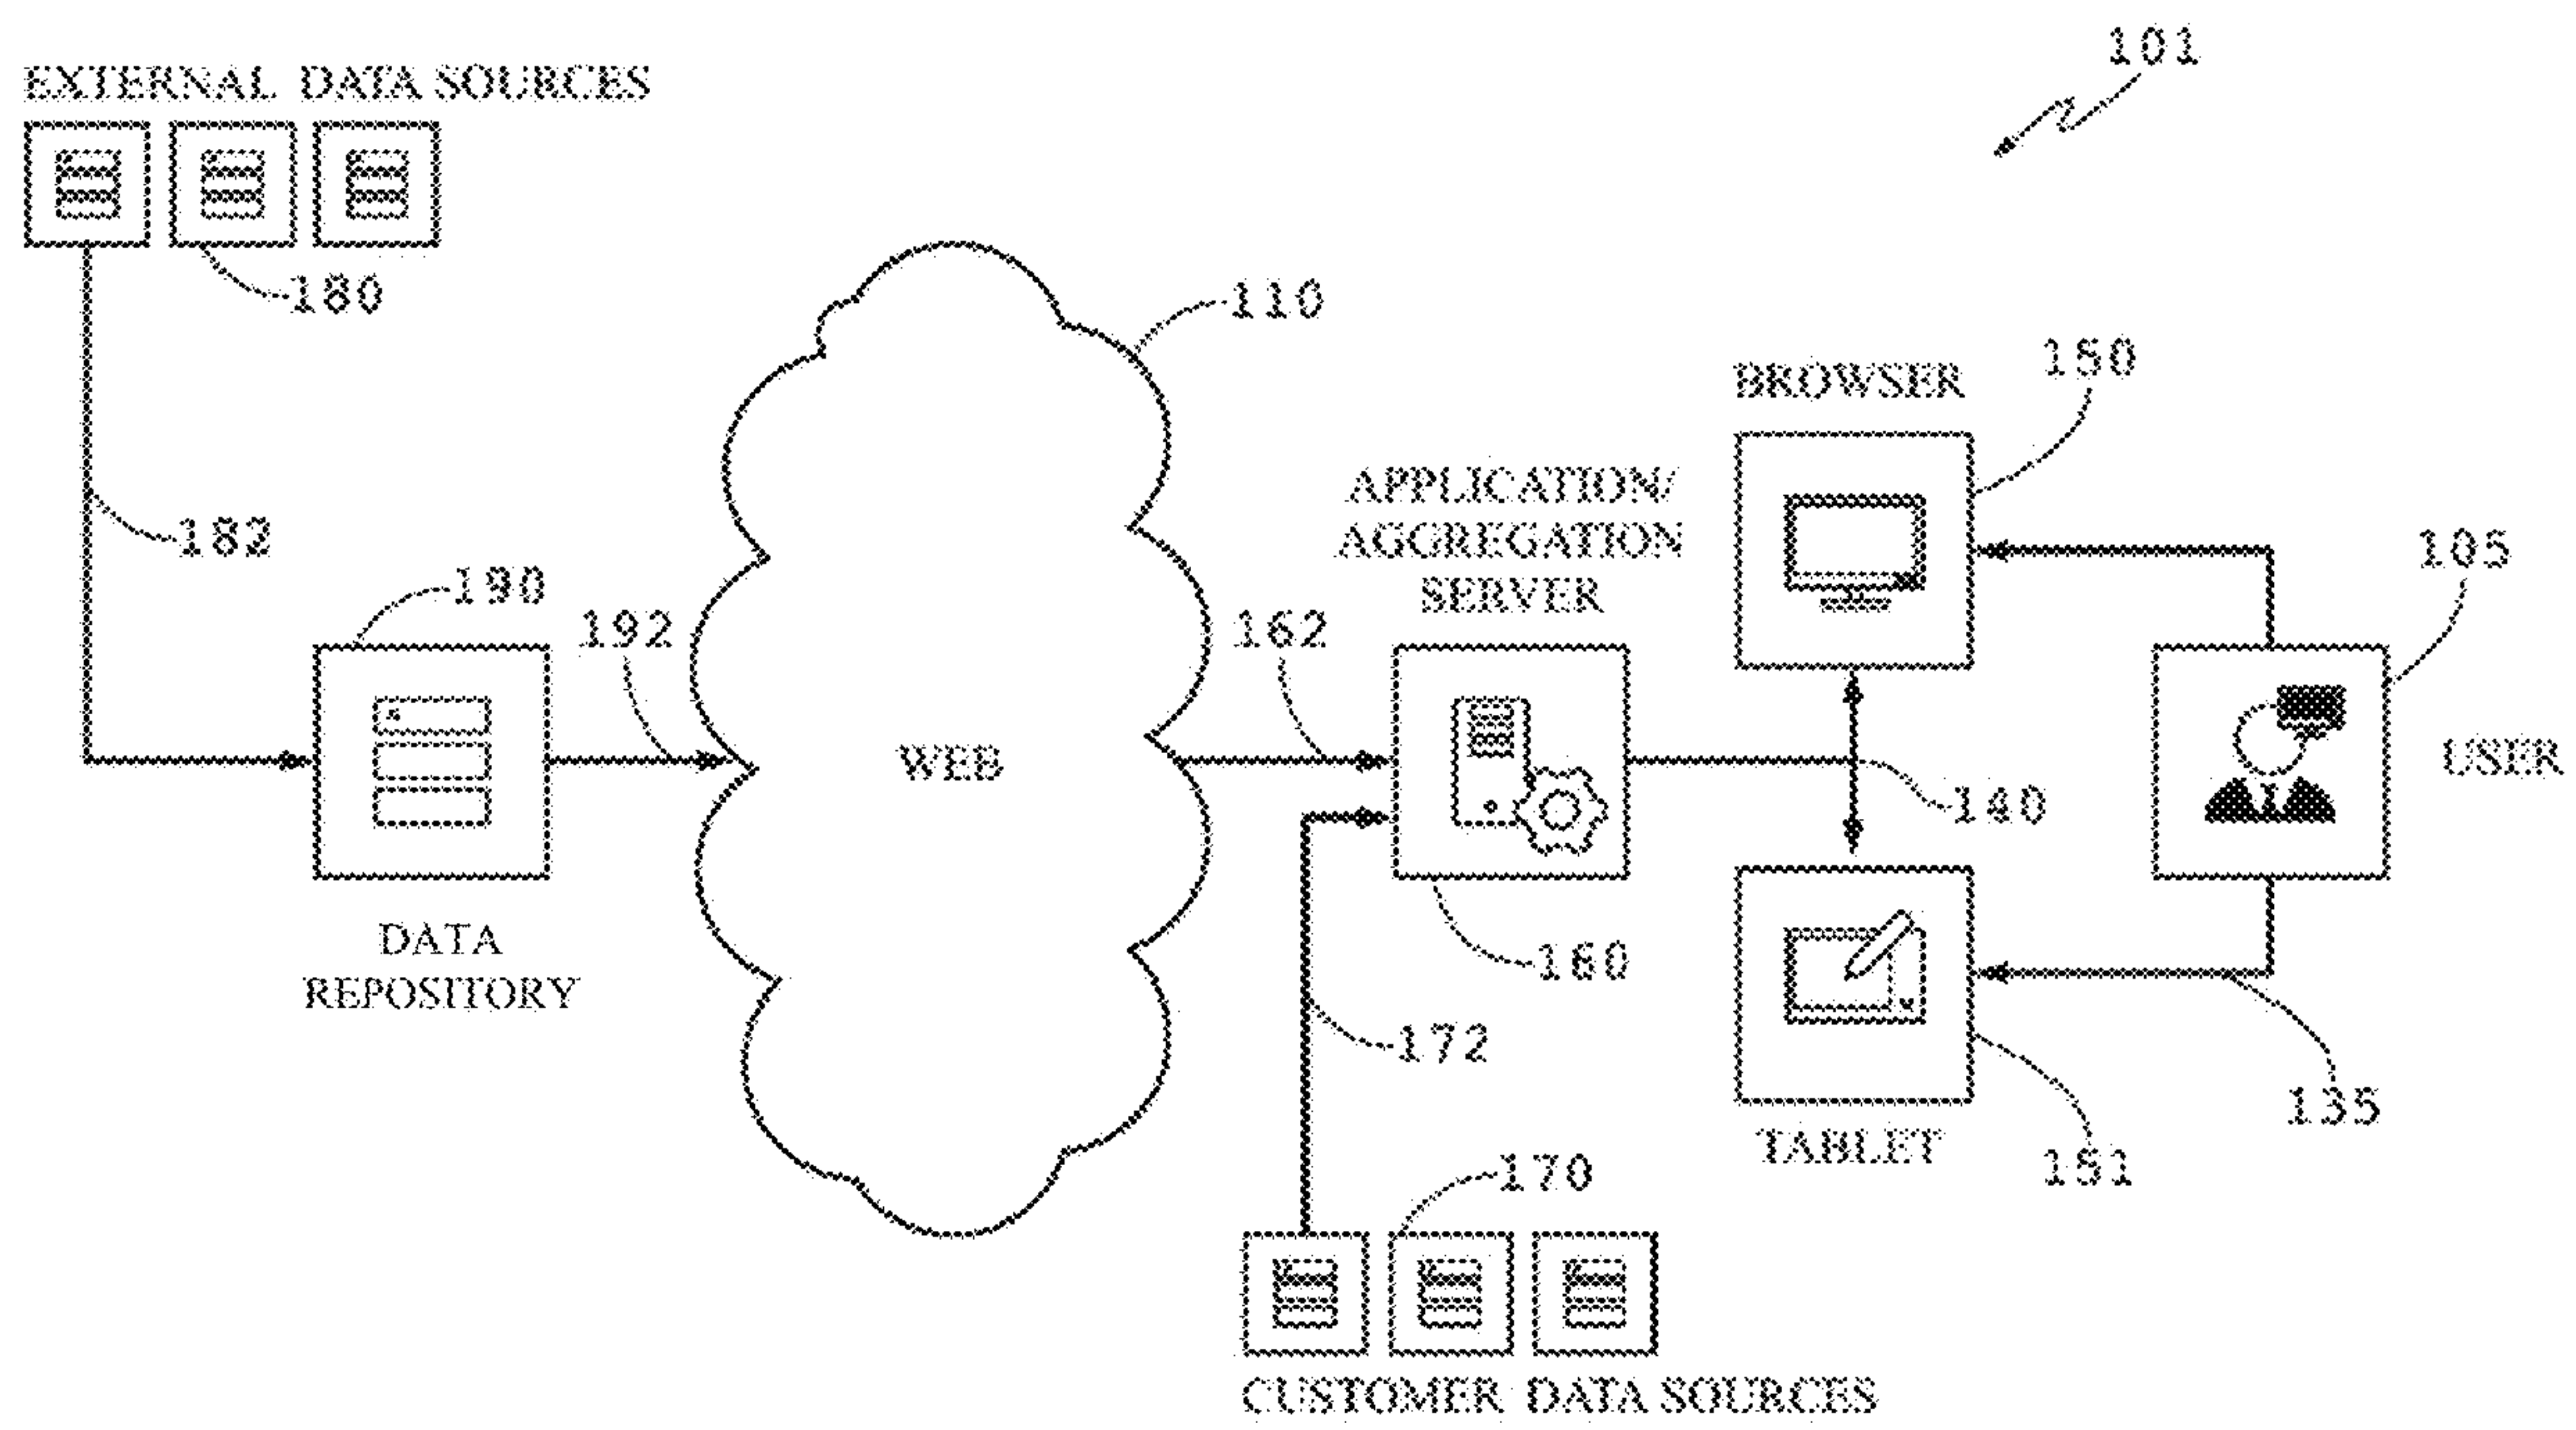 101
EXTERNAL DATA SOURCES
180
110
150
BROWSER
APPLICATION/
AGGREGATION
SERVER
182
105
190
192
162
WEB
USER
140
DATA
REPOSITORY
160
172
135
TABLET
151
170
CUSTOMER DATA SOURCES